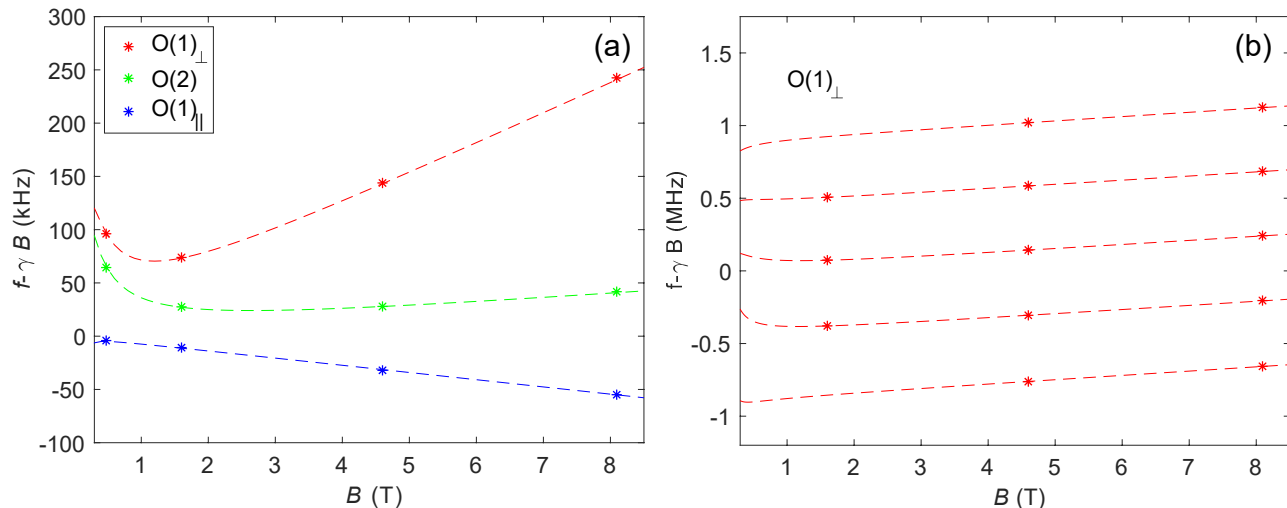 (a)
O(1)⊥
O(2)
O(1)||
300
250
200
150
100
50
0
-50
-100
1 2 3 4 5 6 7 8
f-γ B (kHz)
B (T)
(b)
O(1)⊥
1.5
1
0.5
0
-0.5
-1
1 2 3 4 5 6 7 8
f-γ B (MHz)
B (T)